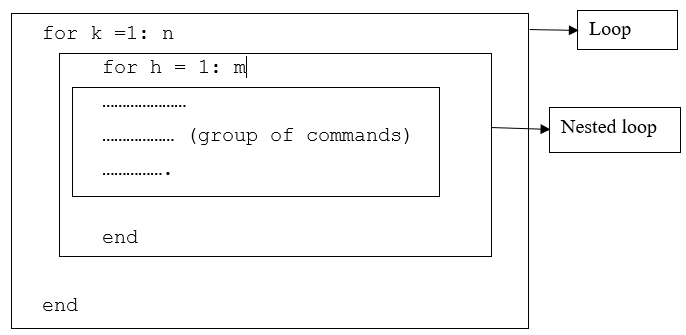 for k =1: n
Loop
for h = 1: m
…………………
……………… (group of commands)
Nested loop
…………….
end
end